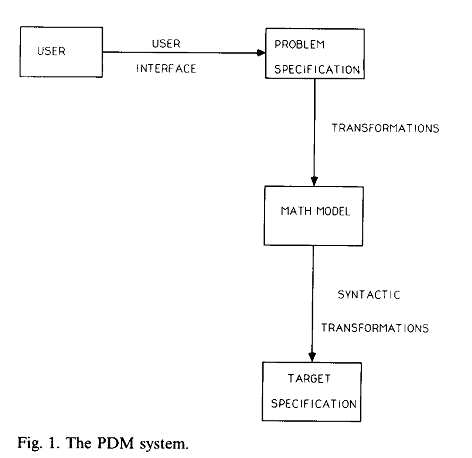 USER
USER
INTERFACE
PROBLEM
SPECIFICATION
TRANSFORMATIONS
MATH MODEL
SYNTACTIC
TRANSFORMATIONS
TARGET
SPECIFICATION
Fig. 1. The PDM system.